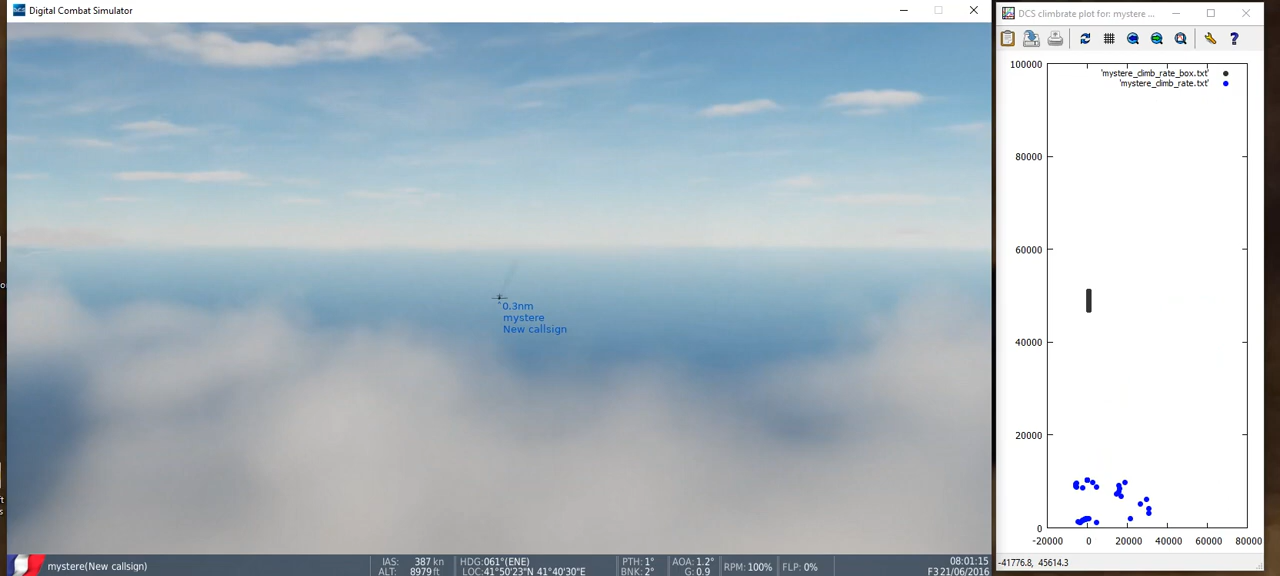 Digital Combat Simulator
0.3nm
mystere
New callsign
mystere(New callsign)
IAS: 387 kn
ALT: 8979 ft
HDG:061°(ENE)
LOC:41°50'23"N 41°40'30"E
PTH: 1°
BNK: 2°
AOA: 1.2°
G: 0.9
RPM: 100%
FLP: 0%
08:01:15
F3 21/06/2016
DCS climbrate plot for: mystere ...
100000
'mystere_climb_rate_box.txt'
'mystere_climb_rate.txt'
80000
60000
40000
20000
0
-20000 0 20000 40000 60000 80000
-41776.8, 45614.3